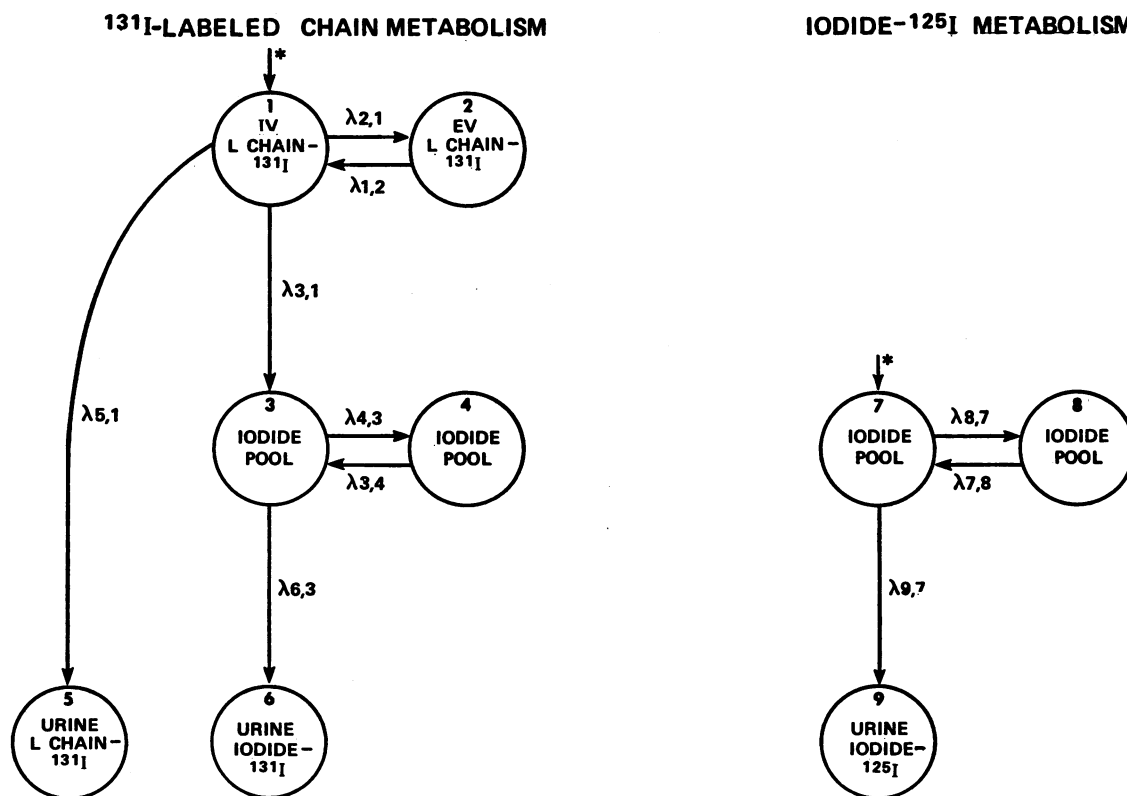 131I-LABELED CHAIN METABOLISM
IODIDE-125I METABOLISM
*
1
IV
L CHAIN-
131I
λ2,1
λ1,2
2
EV
L CHAIN-
131I
λ3,1
λ5,1
3
IODIDE
POOL
λ4,3
λ3,4
4
IODIDE
POOL
*
7
IODIDE
POOL
λ8,7
λ7,8
8
IODIDE
POOL
λ6,3
λ9,7
5
URINE
L CHAIN-
131I
6
URINE
IODIDE-
131I
9
URINE
IODIDE-
125I